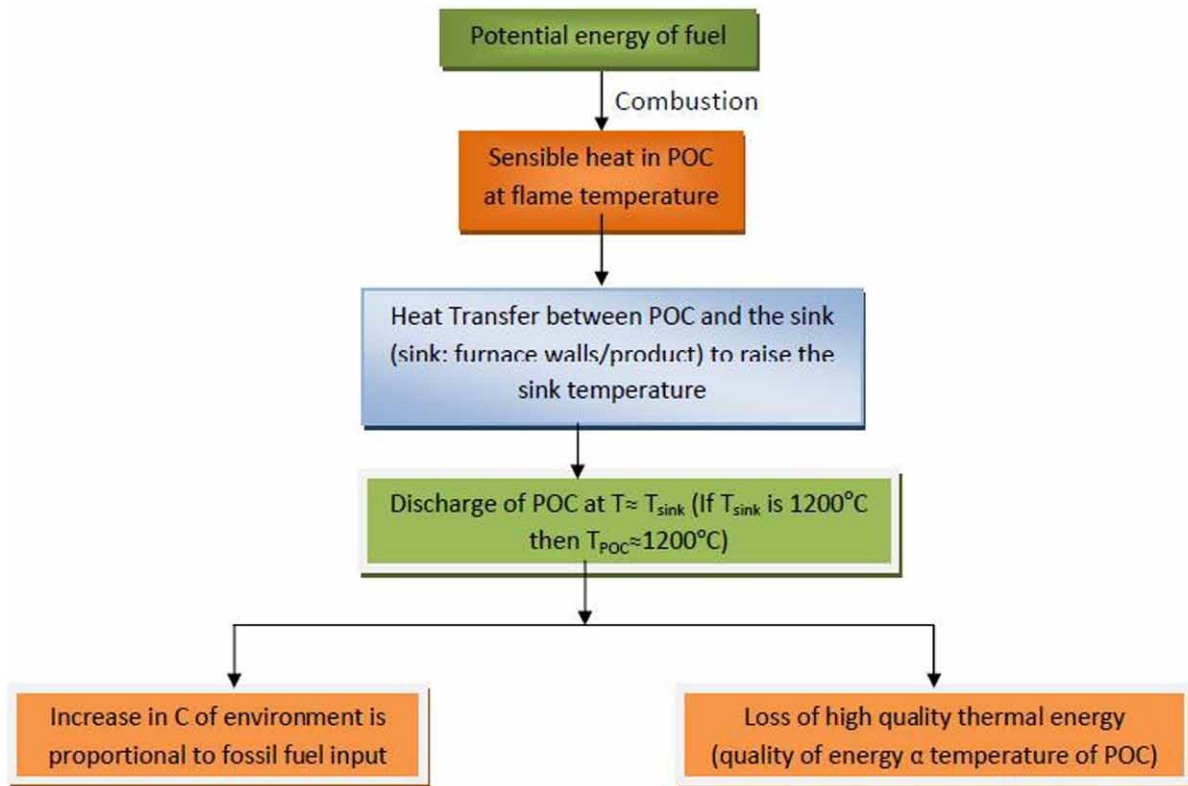 Potential energy of fuel
Combustion
Sensible heat in POC
at flame temperature
Heat Transfer between POC and the sink
(sink: furnace walls/product) to raise the
sink temperature
Discharge of POC at T≈ Tsink (If Tsink is 1200°C
then TPOC≈1200°C)
Increase in C of environment is
proportional to fossil fuel input
Loss of high quality thermal energy
(quality of energy α temperature of POC)